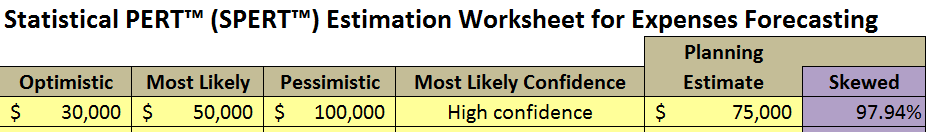 Statistical PERT™ (SPERT™) Estimation Worksheet for Expenses Forecasting
Planning
Optimistic Most Likely Pessimistic Most Likely Confidence Estimate Skewed
$ 30,000 $ 50,000 $ 100,000 High confidence $ 75,000 97.94%